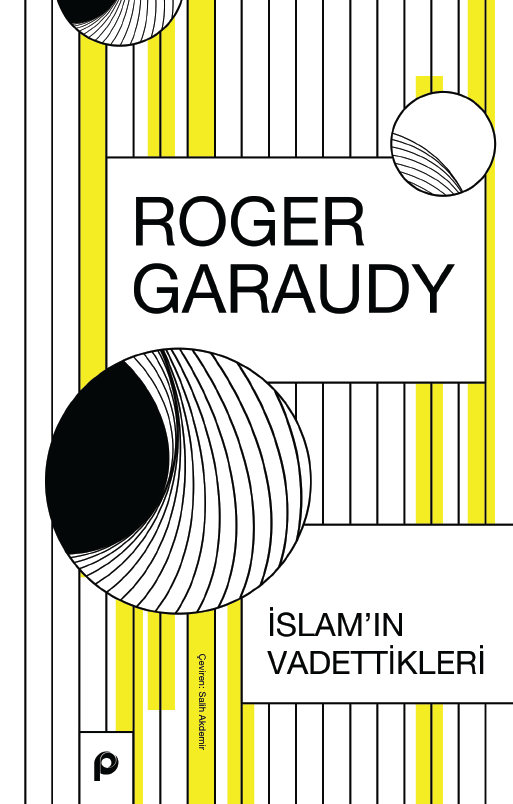 ROGER
GARAUDY
İSLAM’IN
VADETTİKLERİ
Çeviren: Salih Akdemir
p